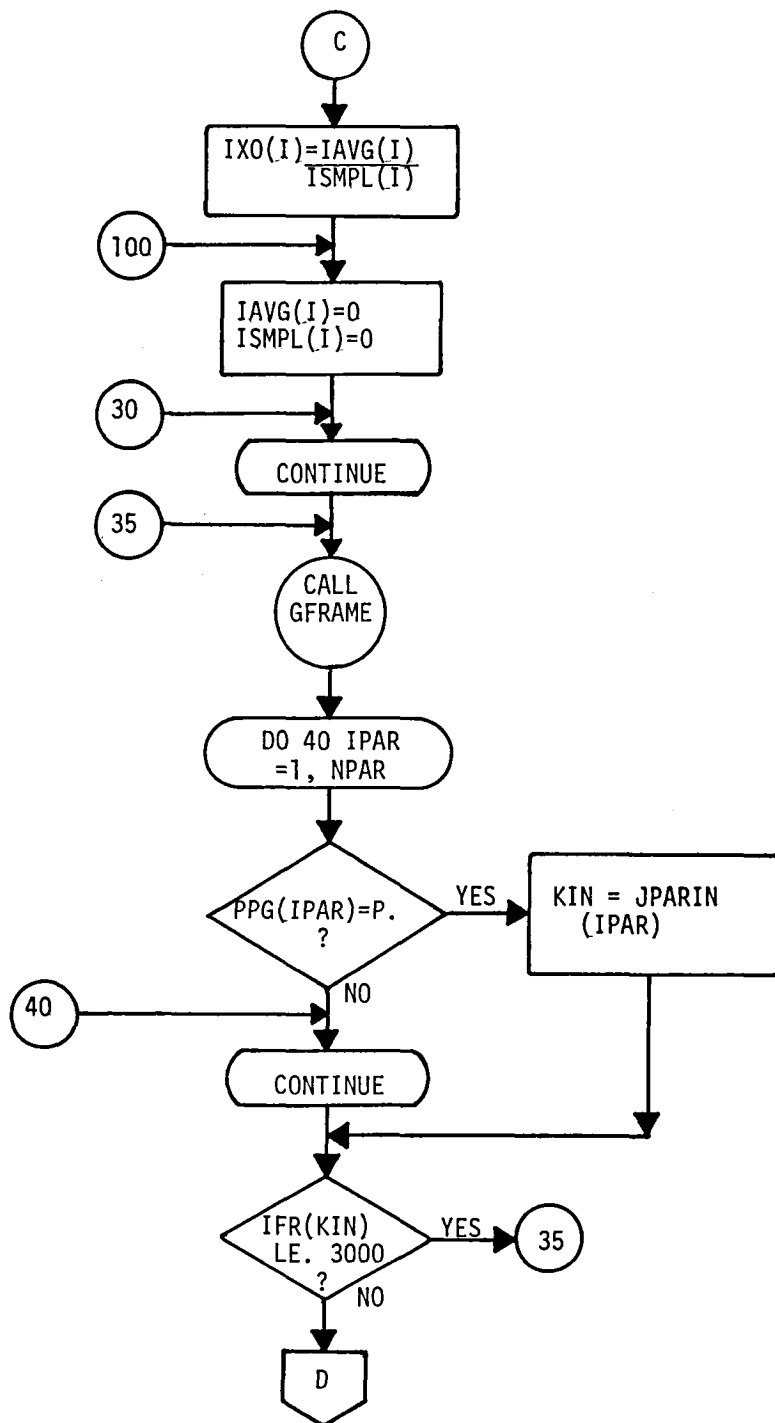 C
IXO(I)=IAVG(I)
ISMPL(I)
100
IAVG(I)=0
ISMPL(I)=0
30
CONTINUE
35
CALL
GFRAME
DO 40 IPAR
=1, NPAR
PPG(IPAR)=P.
?
YES
KIN = JPARIN
(IPAR)
NO
40
CONTINUE
IFR(KIN)
LE. 3000
?
YES
35
NO
D